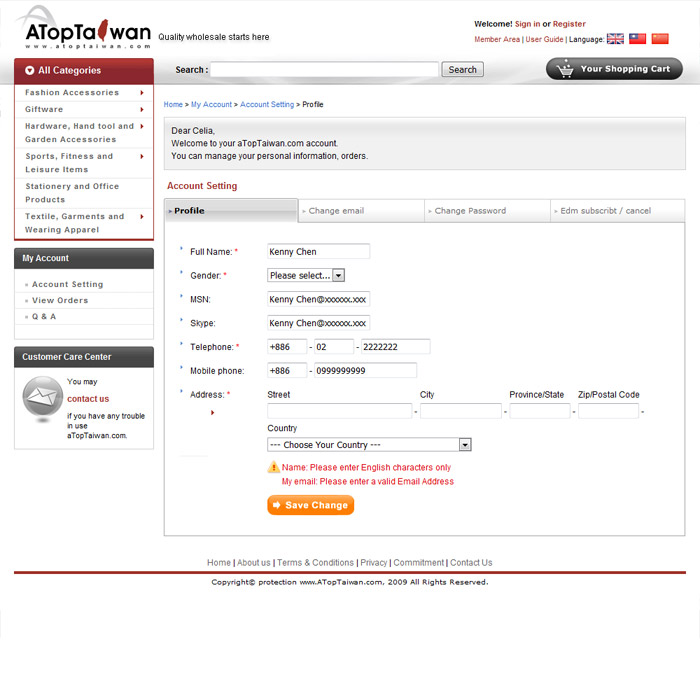 ATopTaiwan
www.atoptaiwan.com
Quality wholesale starts here
Welcome! Sign in or Register
Member Area | User Guide | Language:
All Categories
Search :
Search
Your Shopping Cart
Fashion Accessories
Giftware
Hardware, Hand tool and
Garden Accessories
Sports, Fitness and
Leisure Items
Stationery and Office
Products
Textile, Garments and
Wearing Apparel
My Account
Account Setting
View Orders
Q & A
Customer Care Center
You may
contact us
if you have any trouble
in use
aTopTaiwan.com.
Home > My Account > Account Setting > Profile
Dear Celia,
Welcome to your aTopTaiwan.com account.
You can manage your personal information, orders.
Account Setting
Profile
Change email
Change Password
Edm subscribt / cancel
Full Name: * Kenny Chen
Gender: * Please select...
MSN: Kenny Chen@xxxxxx.xxx
Skype: Kenny Chen@xxxxxx.xxx
Telephone: * +886 - 02 - 2222222
Mobile phone: +886 - 0999999999
Address: * Street City Province/State Zip/Postal Code
- - - -
Country
--- Choose Your Country ---
Name: Please enter English characters only
My email: Please enter a valid Email Address
Save Change
Home | About us | Terms & Conditions | Privacy | Commitment | Contact Us
Copyright© protection www.ATopTaiwan.com, 2009 All Rights Reserved.